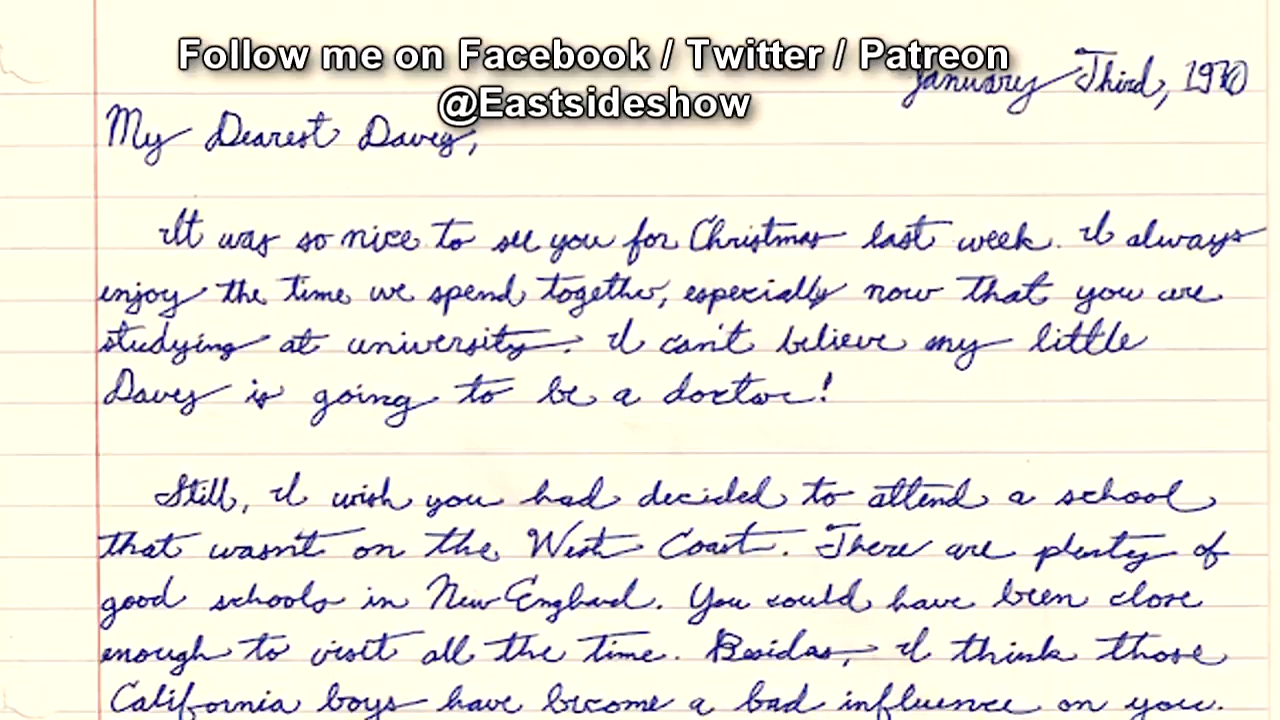 Follow me on Facebook / Twitter / Patreon
@Eastsideshow
January Third, 1970
My Dearest Davey,
It was so nice to see you for Christmas last week. I always
enjoy the time we spend together, especially now that you are
studying at university. I can't believe my little
Davey is going to be a doctor!
Still, I wish you had decided to attend a school
that wasn't on the West Coast. There are plenty of
good schools in New England. You could have been close
enough to visit all the time. Besides, I think those
California boys have become a bad influence on you.